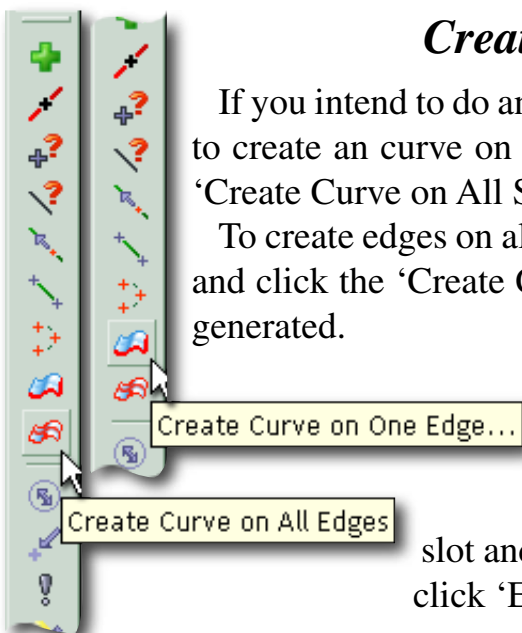 Creat
If you intend to do an
to create an curve on
‘Create Curve on All S
To create edges on al
and click the ‘Create C
generated.
Create Curve on One Edge...
Create Curve on All Edges
slot and
click ‘E